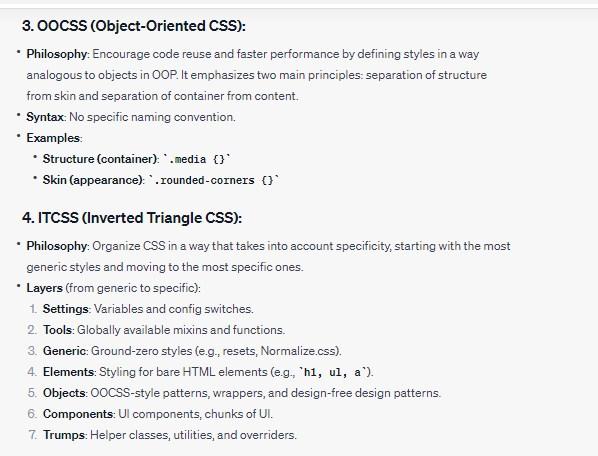 3. OOCSS (Object-Oriented CSS):
• Philosophy: Encourage code reuse and faster performance by defining styles in a way
analogous to objects in OOP. It emphasizes two main principles: separation of structure
from skin and separation of container from content.
• Syntax: No specific naming convention.
• Examples:
• Structure (container): `.media {}`
• Skin (appearance): `.rounded-corners {}`
4. ITCSS (Inverted Triangle CSS):
• Philosophy: Organize CSS in a way that takes into account specificity, starting with the most
generic styles and moving to the most specific ones.
• Layers (from generic to specific):
1. Settings: Variables and config switches.
2. Tools: Globally available mixins and functions.
3. Generic: Ground-zero styles (e.g., resets, Normalize.css).
4. Elements: Styling for bare HTML elements (e.g., `h1, ul, a`).
5. Objects: OOCSS-style patterns, wrappers, and design-free design patterns.
6. Components: UI components, chunks of UI.
7. Trumps: Helper classes, utilities, and overriders.